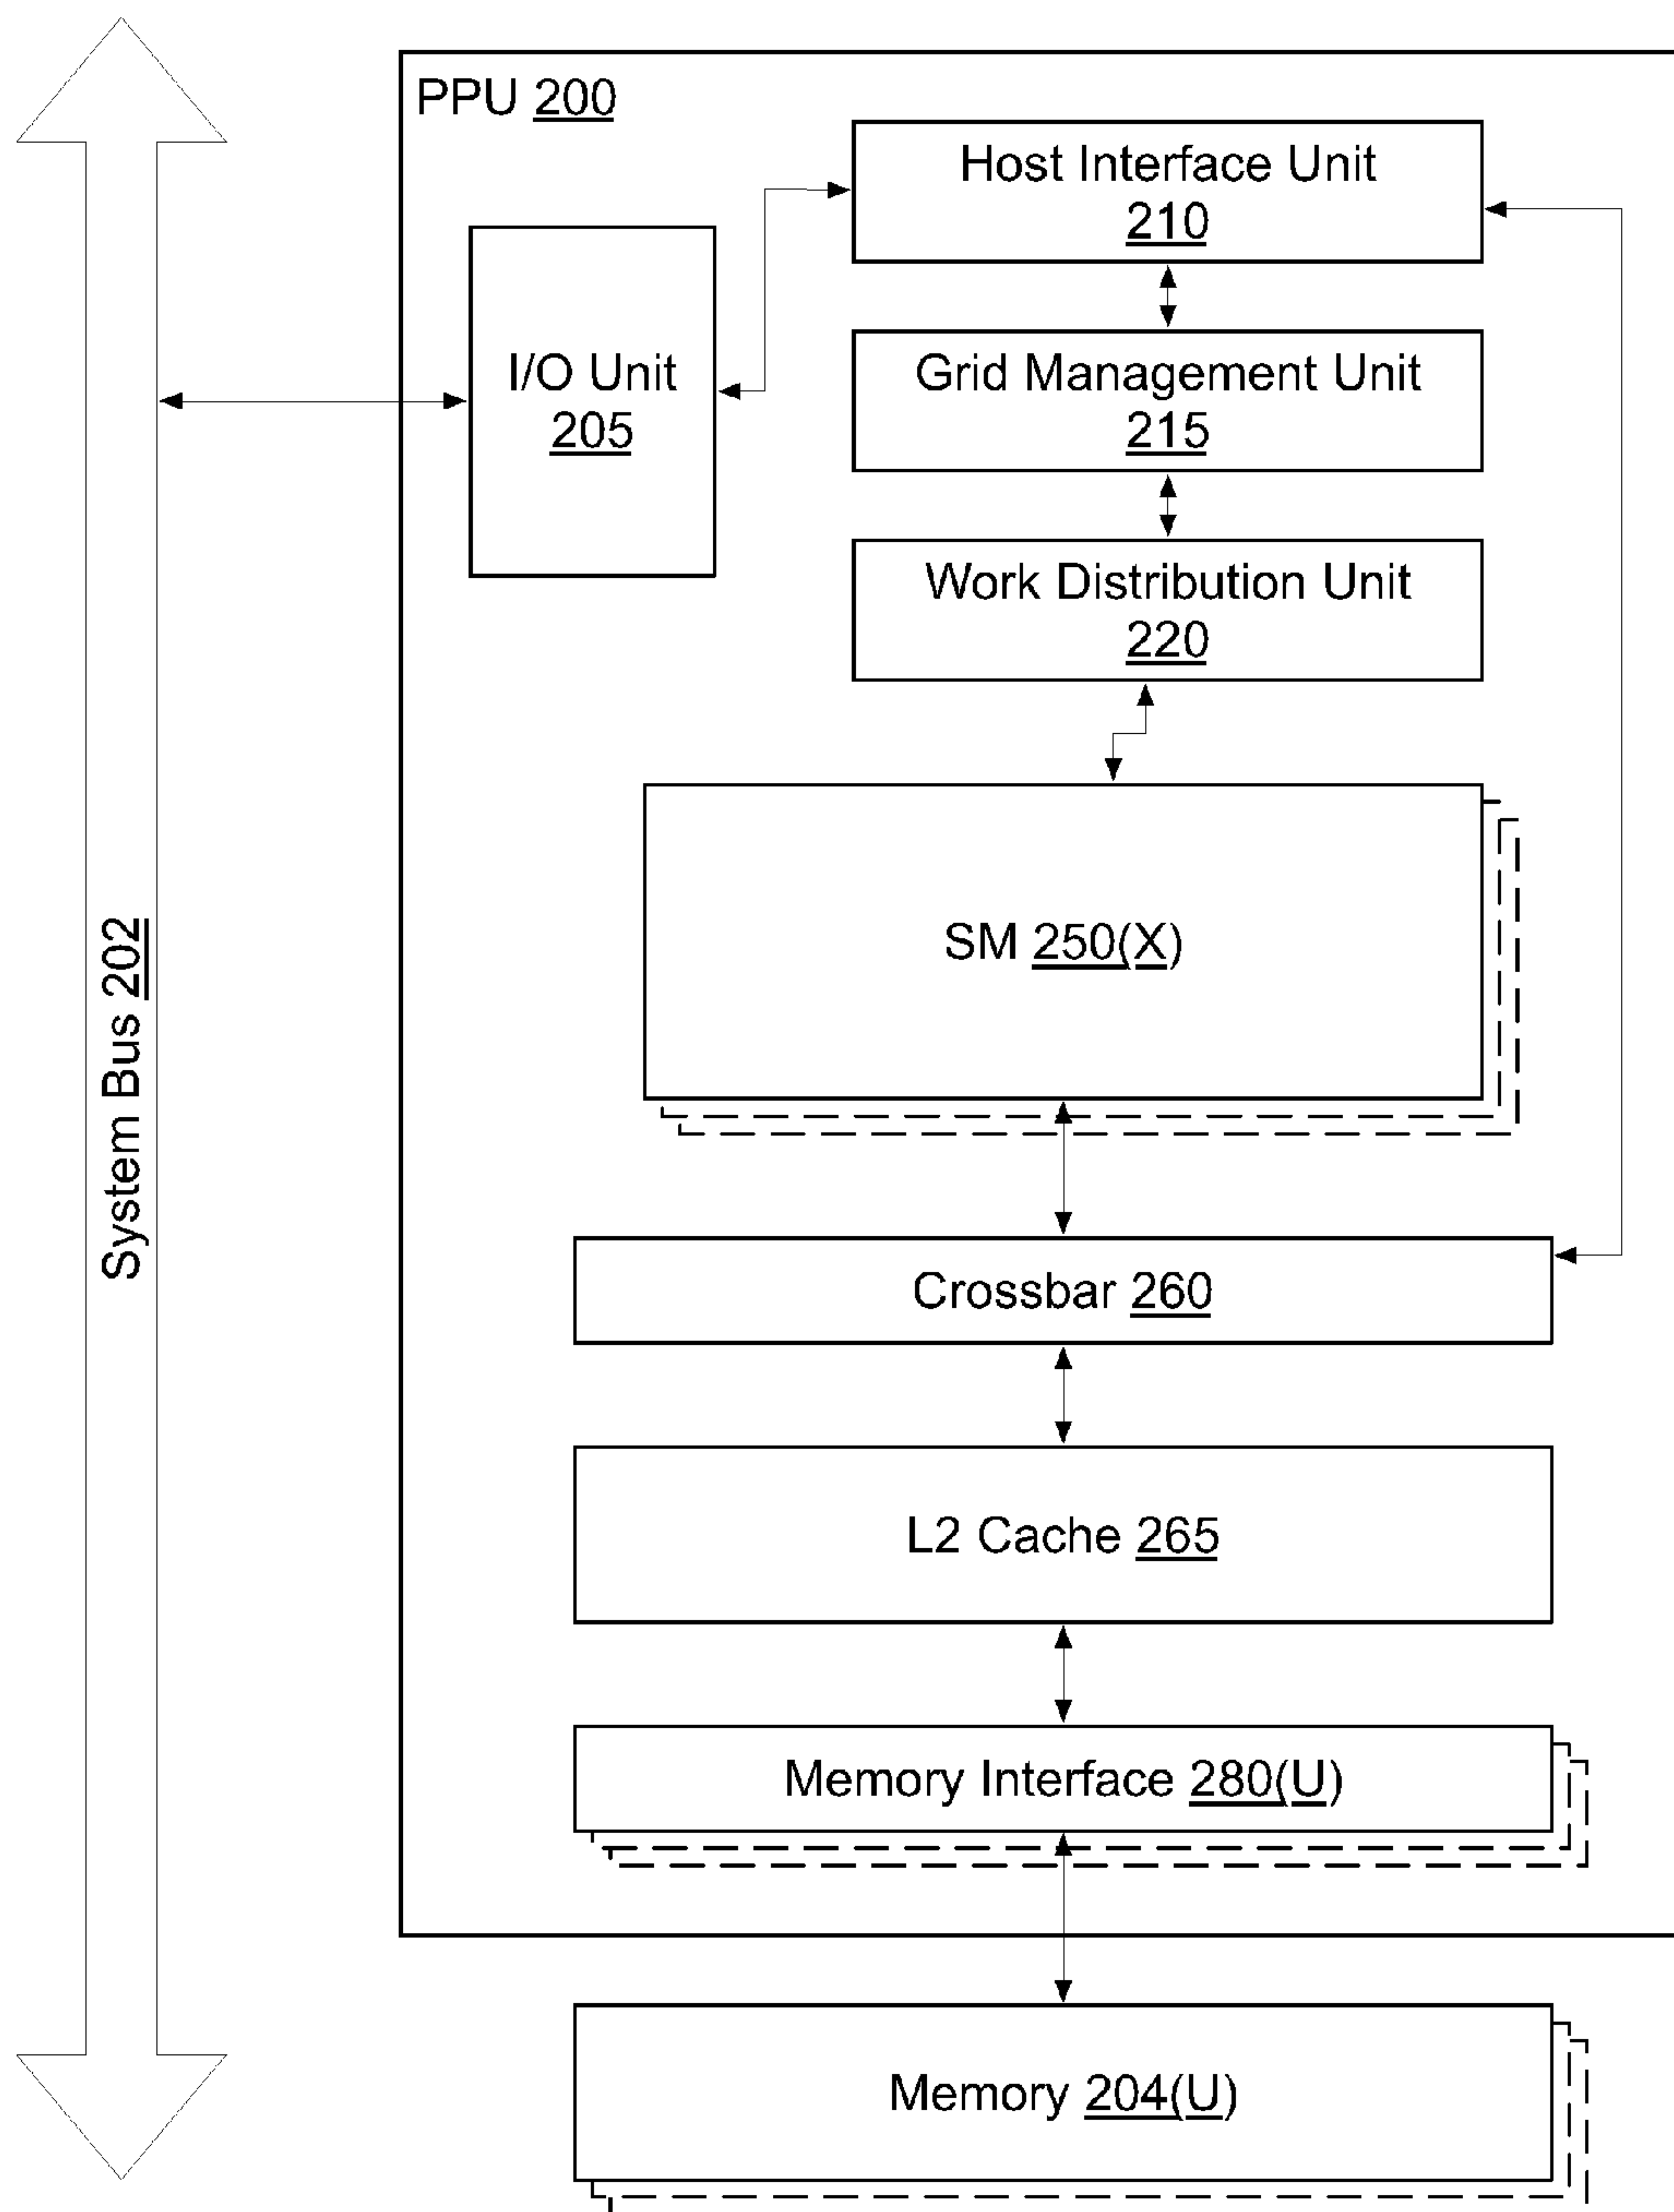 PPU 200
Host Interface Unit
210
I/O Unit
205
Grid Management Unit
215
Work Distribution Unit
220
SM 250(X)
System Bus 202
Crossbar 260
L2 Cache 265
Memory Interface 280(U)
Memory 204(U)